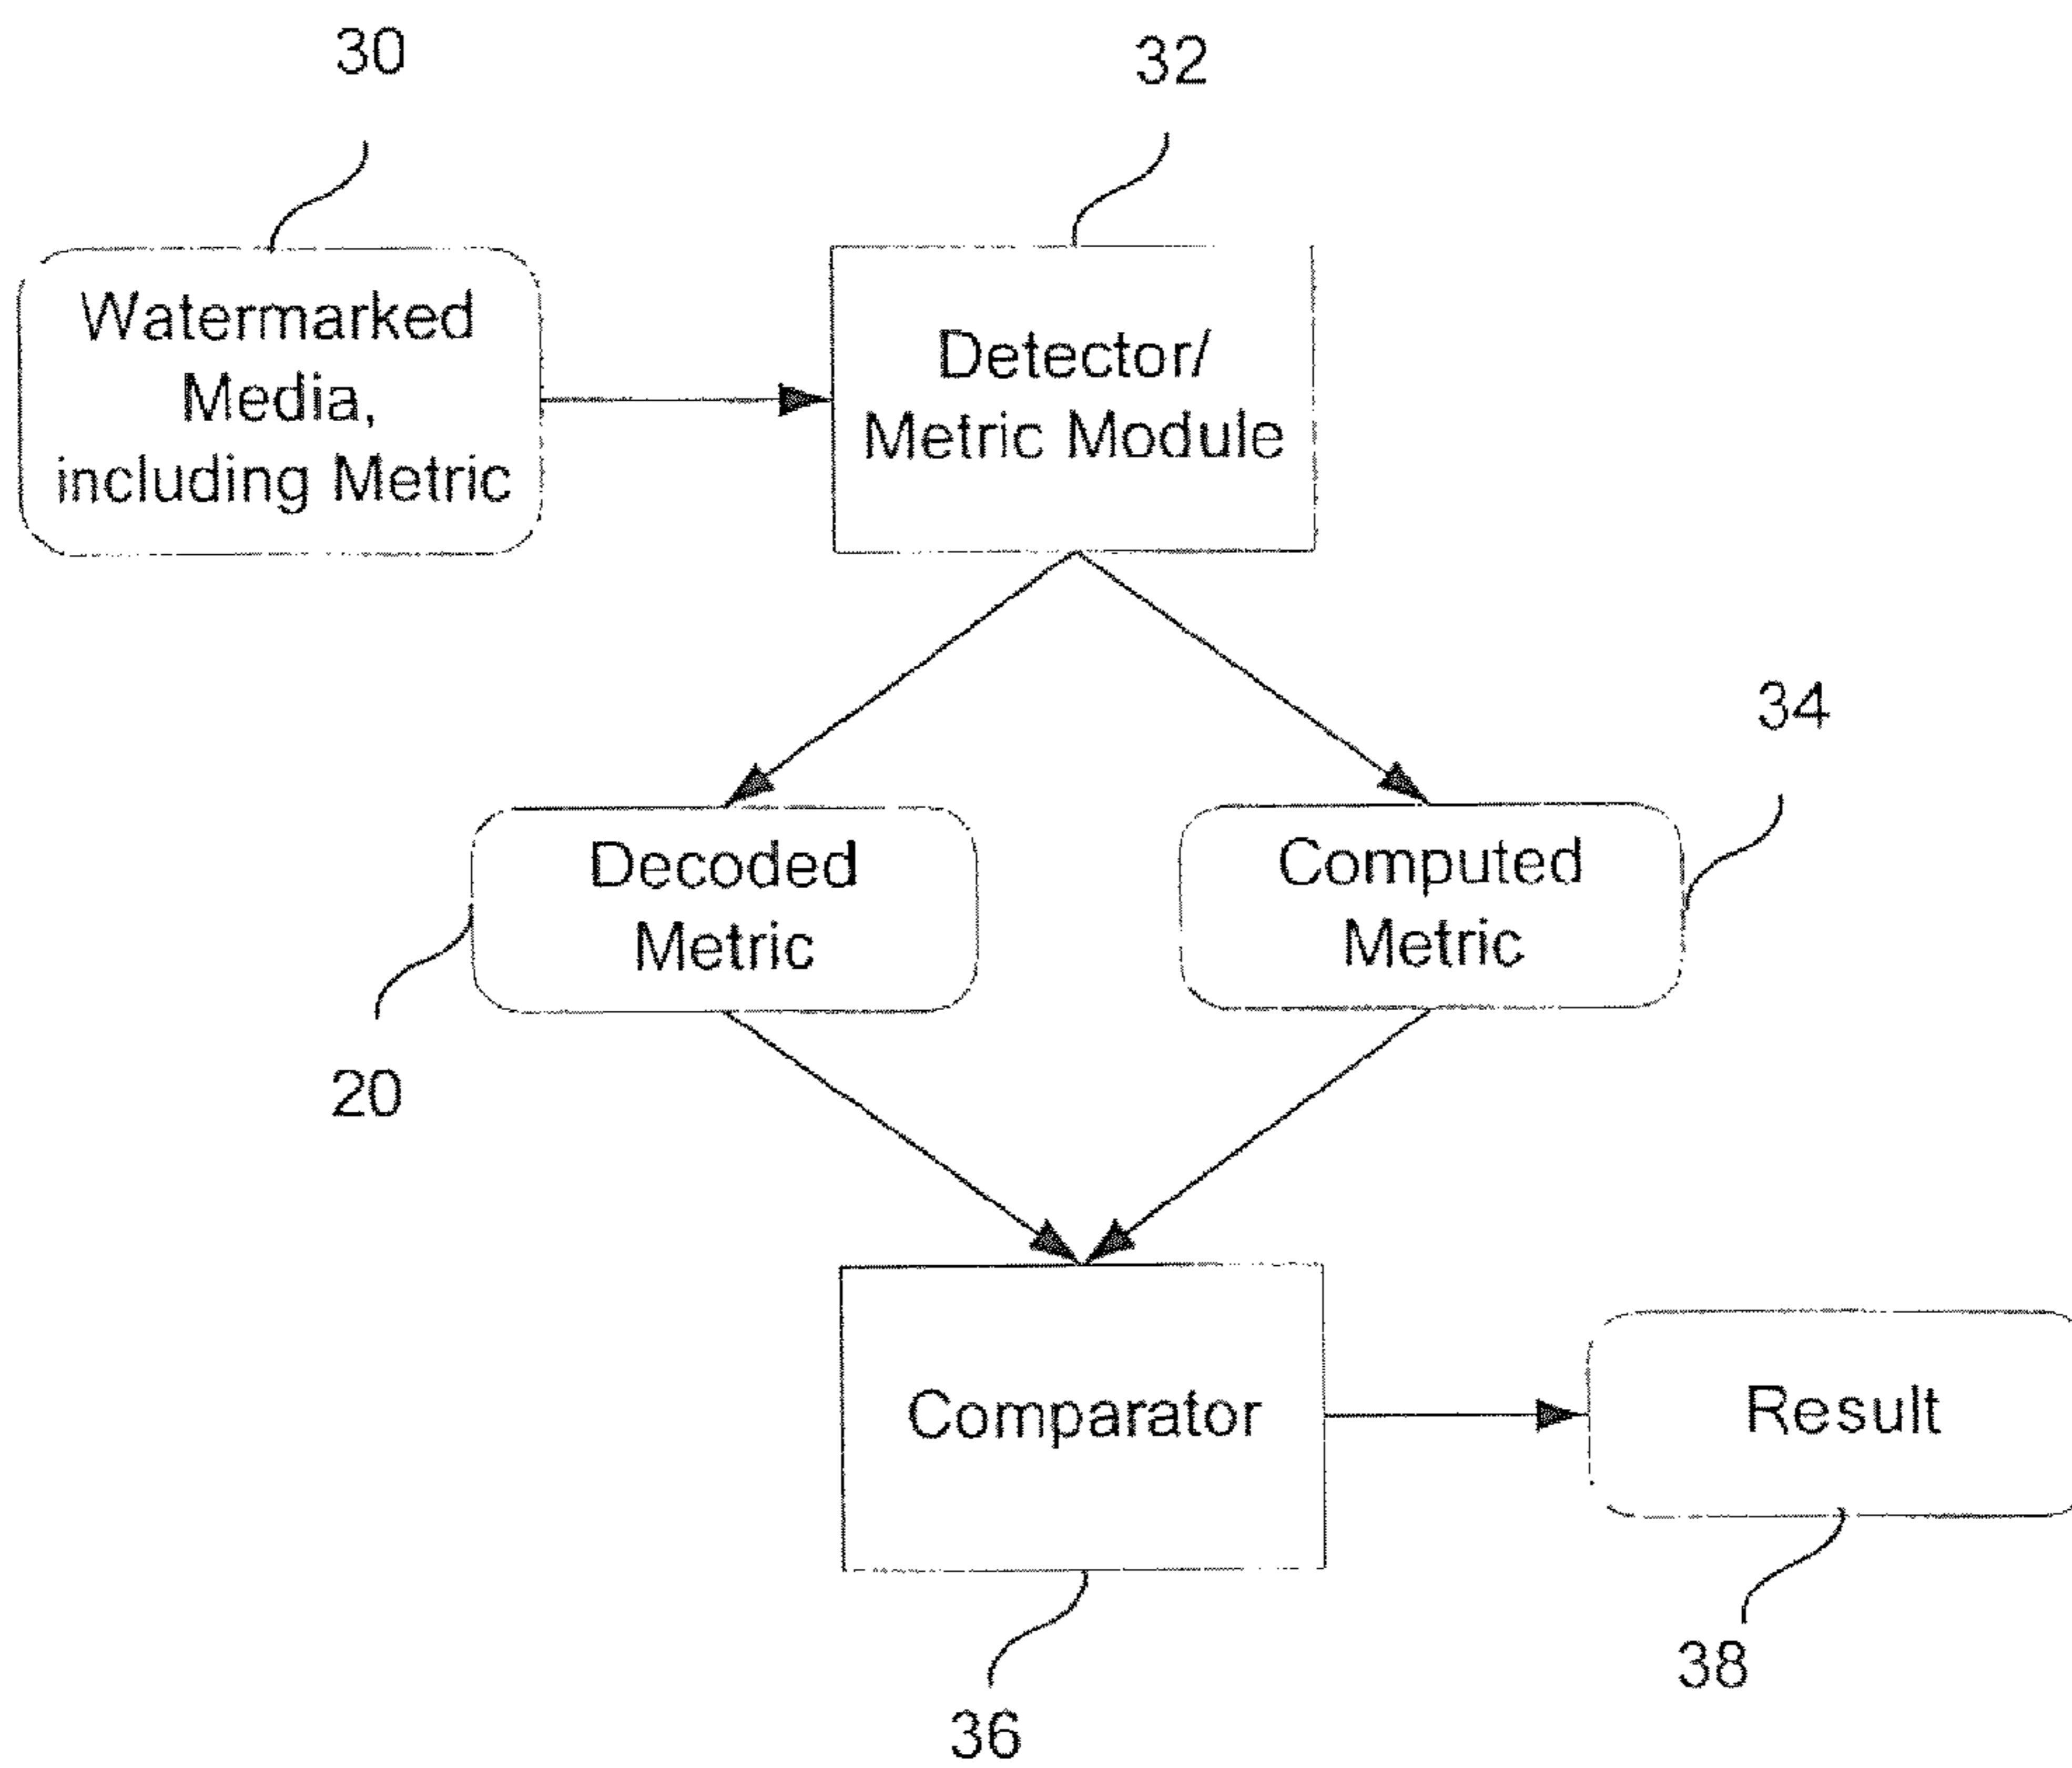 30
32
Watermarked
Media,
including Metric
Detector/
Metric Module
34
Decoded
Metric
Computed
Metric
20
Comparator
Result
38
36